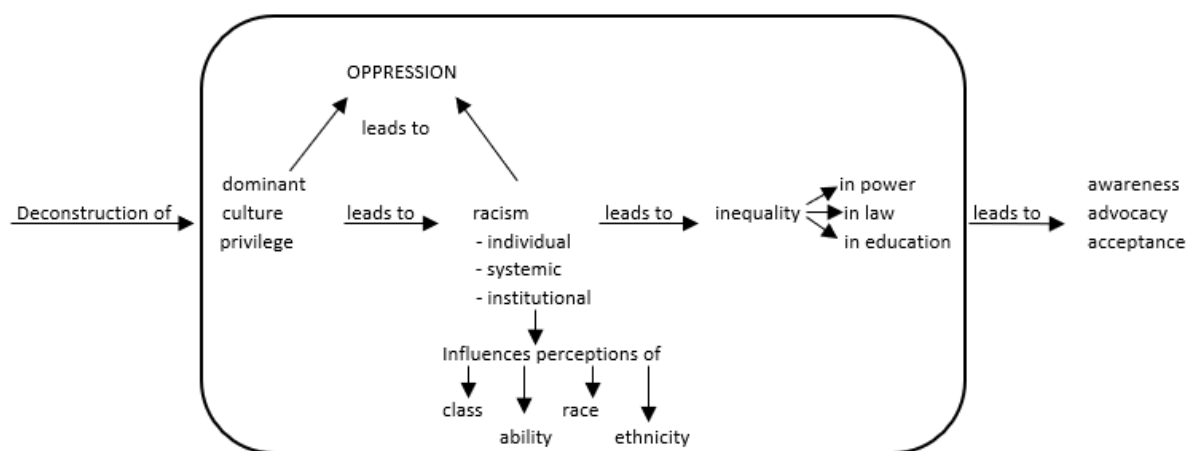 OPPRESSION
leads to
Deconstruction of
dominant
culture
privilege
leads to
racism
- individual
- systemic
- institutional
leads to
inequality
in power
in law
in education
leads to
awareness
advocacy
acceptance
Influences perceptions of
class
ability
race
ethnicity